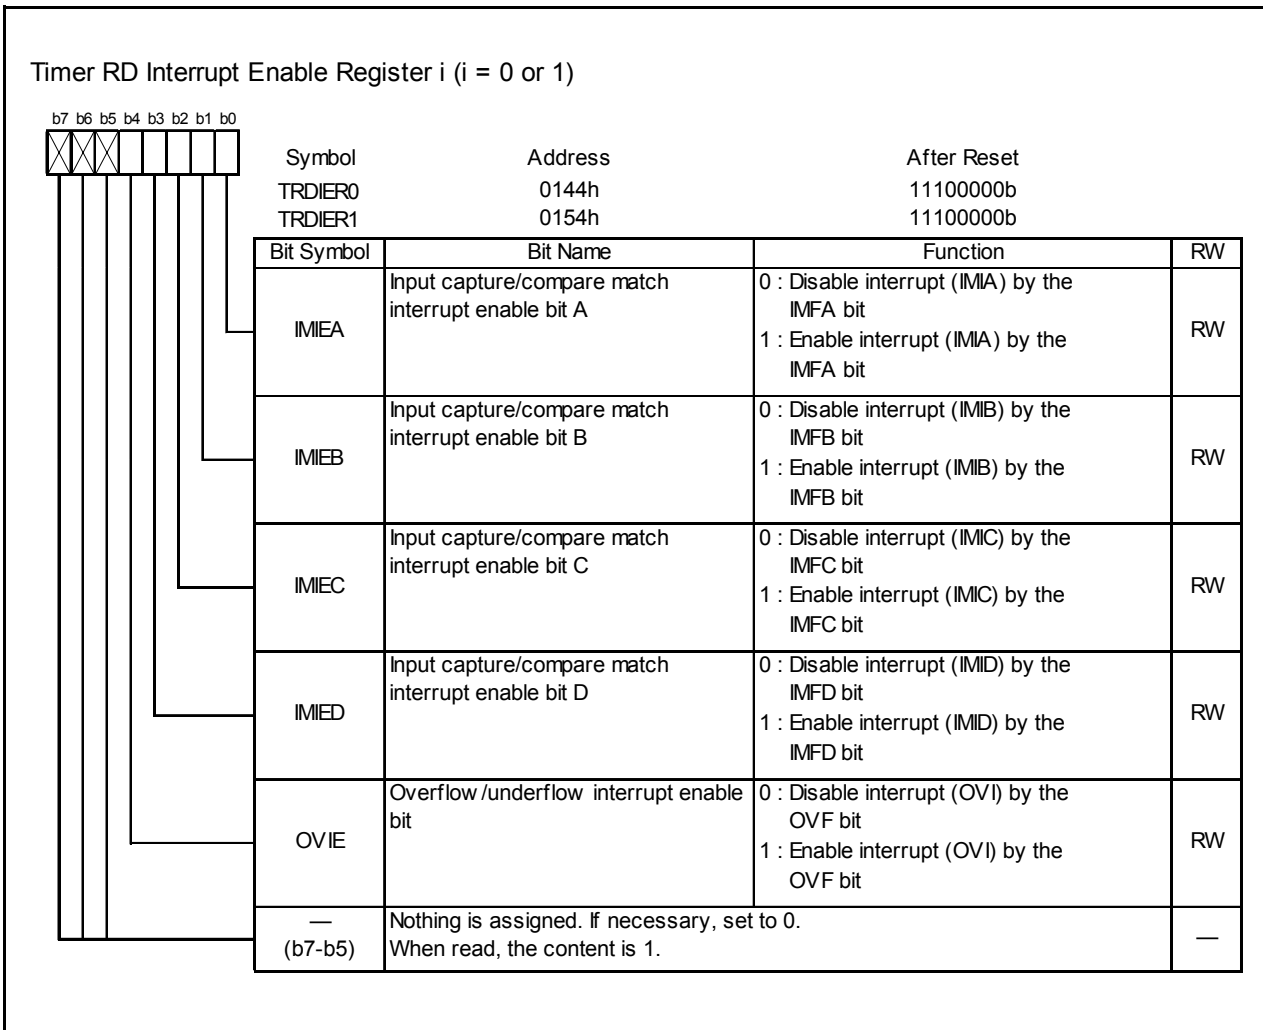 Timer RD Interrupt Enable Register i (i = 0 or 1)
b7 b6 b5 b4 b3 b2 b1 b0
Symbol Address After Reset
TRDIER0 0144h 11100000b
TRDIER1 0154h 11100000b
Bit Symbol Bit Name Function RW
IMIEA
Input capture/compare match
interrupt enable bit A
0 : Disable interrupt (IMIA) by the
IMFA bit
1 : Enable interrupt (IMIA) by the
IMFA bit
RW
IMIEB
Input capture/compare match
interrupt enable bit B
0 : Disable interrupt (IMIB) by the
IMFB bit
1 : Enable interrupt (IMIB) by the
IMFB bit
RW
IMIEC
Input capture/compare match
interrupt enable bit C
0 : Disable interrupt (IMIC) by the
IMFC bit
1 : Enable interrupt (IMIC) by the
IMFC bit
RW
IMIED
Input capture/compare match
interrupt enable bit D
0 : Disable interrupt (IMID) by the
IMFD bit
1 : Enable interrupt (IMID) by the
IMFD bit
RW
OVIE
Overflow/underflow interrupt enable
bit
0 : Disable interrupt (OVI) by the
OVF bit
1 : Enable interrupt (OVI) by the
OVF bit
RW
—
(b7-b5)
Nothing is assigned. If necessary, set to 0.
When read, the content is 1.
—